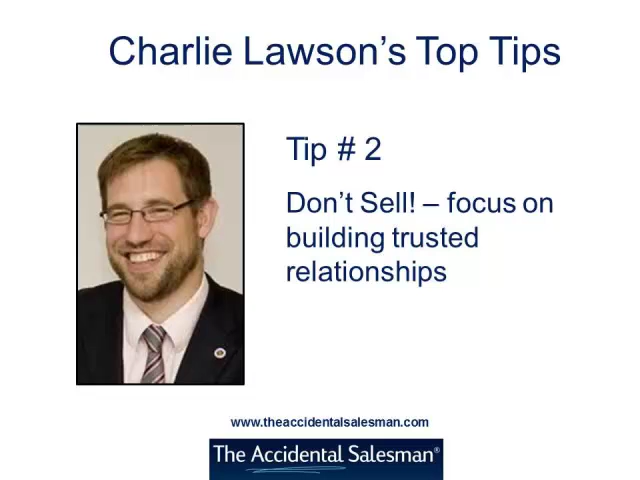 Charlie Lawson’s Top Tips
Tip # 2
Don’t Sell! – focus on
building trusted
relationships
www.theaccidentalsalesman.com
The Accidental Salesman®